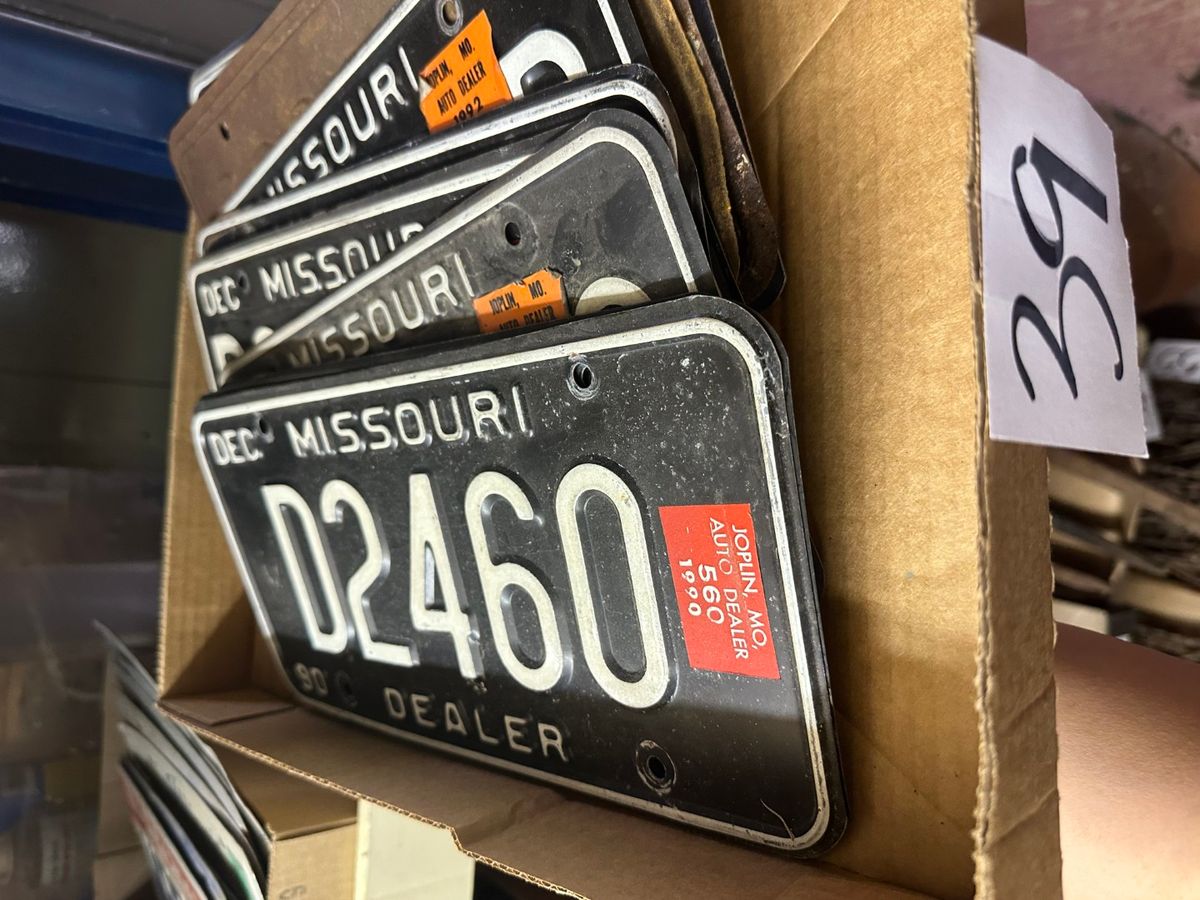 MISSOURI
JOPLIN, MO.
AUTO DEALER
1992
DEC MISSOURI
MISSOURI
JOPLIN, MO.
AUTO DEALER
DEC. MISSOURI
D2460
JOPLIN, MO,
AUTO DEALER
560
1990
90 DEALER
39